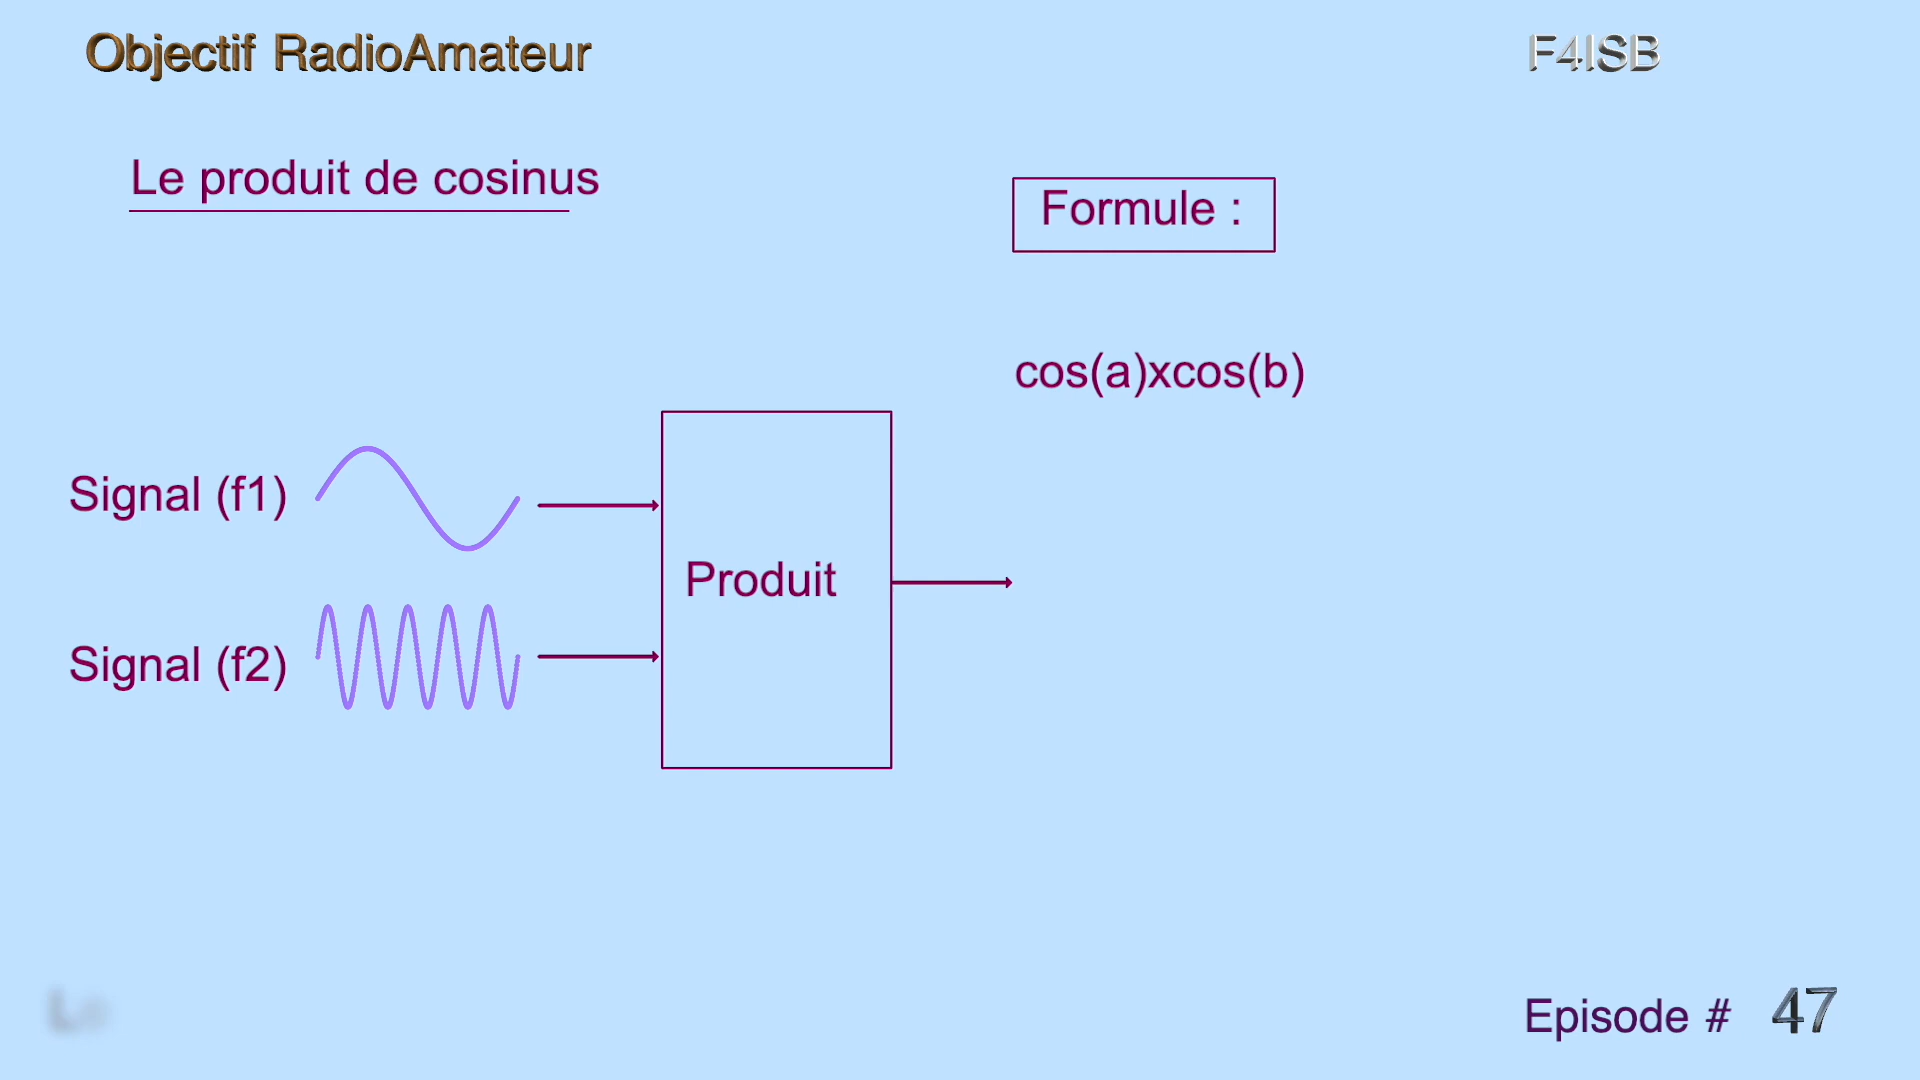 Objectif RadioAmateur
F4ISB
Le produit de cosinus
Formule :
cos(a)xcos(b)
Signal (f1)
Produit
Signal (f2)
Episode # 47